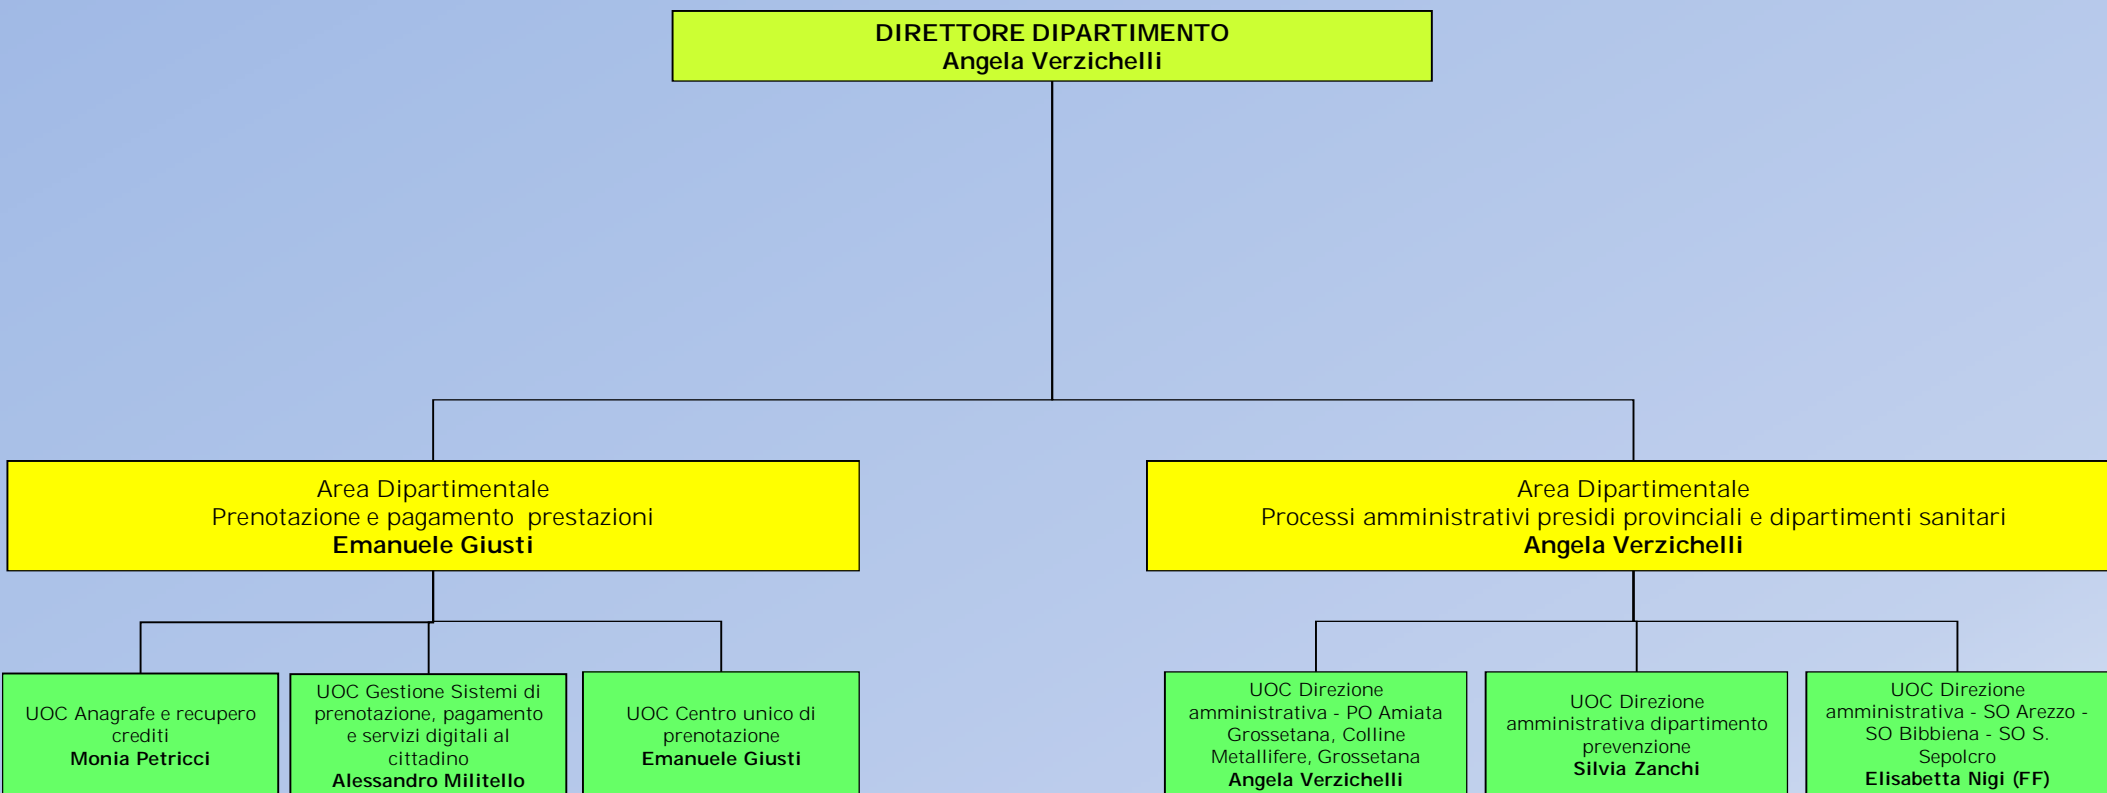 DIRETTORE DIPARTIMENTO
Angela Verzichelli
Area Dipartimentale
Prenotazione e pagamento prestazioni
Emanuele Giusti
Area Dipartimentale
Processi amministrativi presidi provinciali e dipartimenti sanitari
Angela Verzichelli
UOC Anagrafe e recupero
crediti
Monia Petricci
UOC Gestione Sistemi di
prenotazione, pagamento
e servizi digitali al
cittadino
Alessandro Militello
UOC Centro unico di
prenotazione
Emanuele Giusti
UOC Direzione
amministrativa - PO Amiata
Grossetana, Colline
Metallifere, Grossetana
Angela Verzichelli
UOC Direzione
amministrativa dipartimento
prevenzione
Silvia Zanchi
UOC Direzione
amministrativa - SO Arezzo -
SO Bibbiena - SO S.
Sepolcro
Elisabetta Nigi (FF)